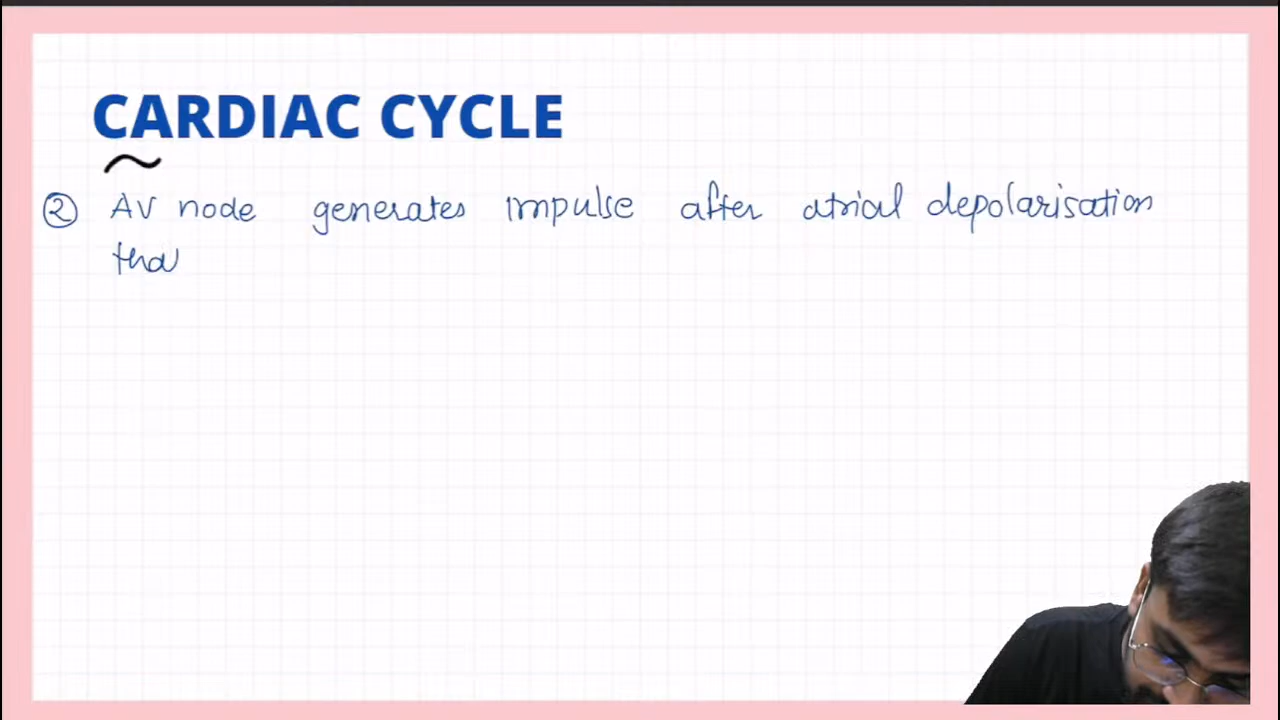 CARDIAC CYCLE
② AV node generates impulse after atrial depolarisation
tha